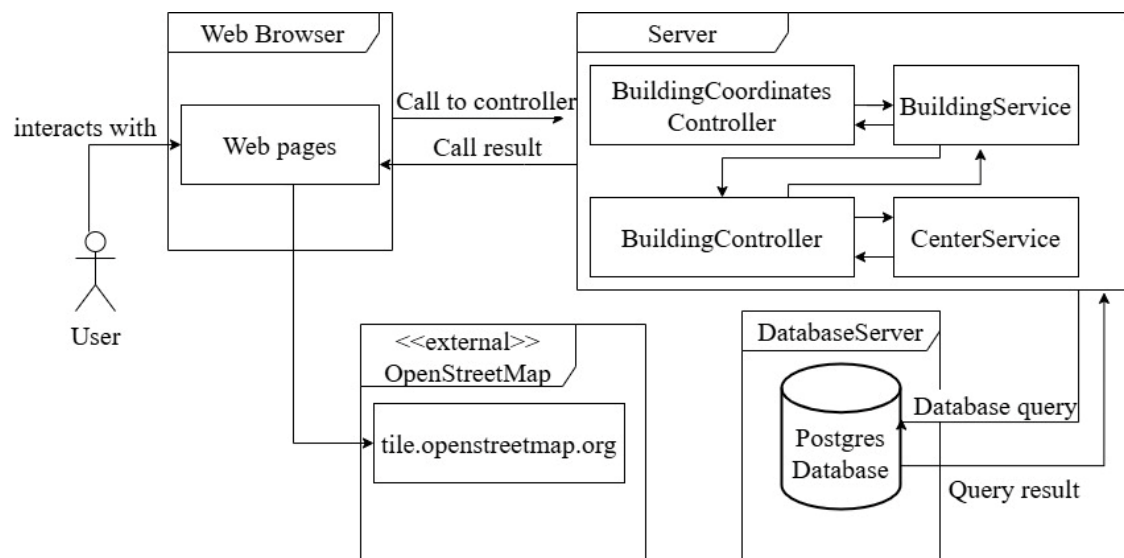 Web Browser
Server
BuildingCoordinates
Controller
BuildingService
Call to controller
interacts with
Web pages
Call result
BuildingController
CenterService
User
<<external>>
OpenStreetMap
DatabaseServer
tile.openstreetmap.org
Database query
Postgres
Database
Query result